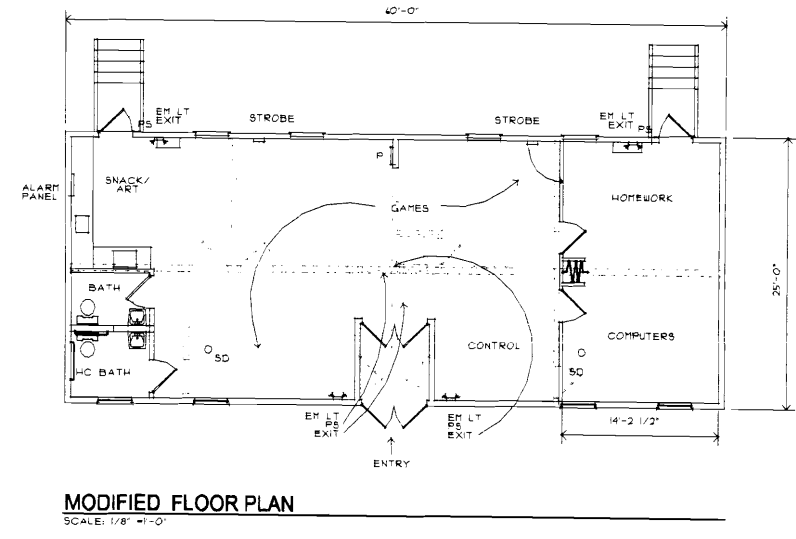 60'-0"
EM LT
EXIT
PS
STROBE
STROBE
EM LT
EXIT
PS
P
ALARM
PANEL
SNACK/
ART
GAMES
HOMEWORK
BATH
25'-0"
SD
CONTROL
COMPUTERS
HC BATH
SD
EM LT
PS
EXIT
EM LT
PS
EXIT
14'-2 1/2"
ENTRY
MODIFIED FLOOR PLAN
SCALE: 1/8" =1'-0"